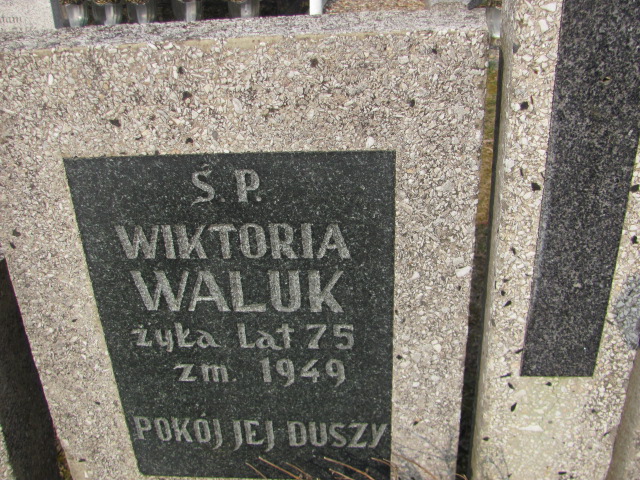 Ś.P.
WIKTORIA
WALUK
żyła Lat 75
zm. 1949
POKÓJ JEJ DUSZY